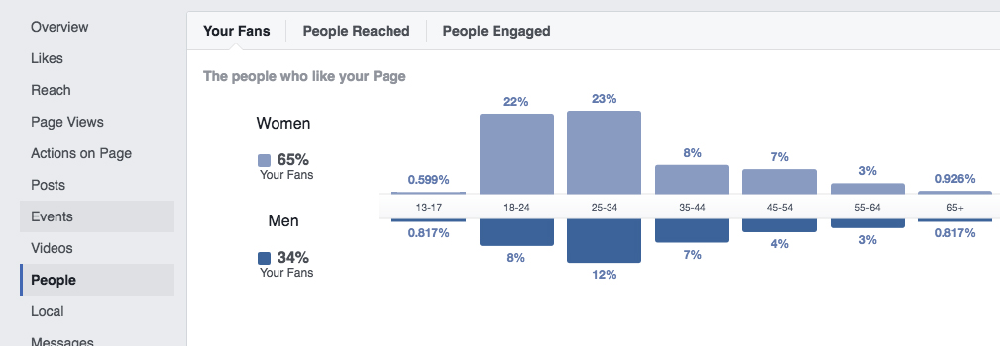 Overview
Likes
Reach
Page Views
Actions on Page
Posts
Events
Videos
People
Local
Messages
Your Fans People Reached People Engaged
The people who like your Page
Women
65%
Your Fans
Men
34%
Your Fans
22% 23% 8% 7% 3% 0.926%
0.599%
13-17 18-24 25-34 35-44 45-54 55-64 65+
0.817% 8% 12% 7% 4% 3% 0.817%